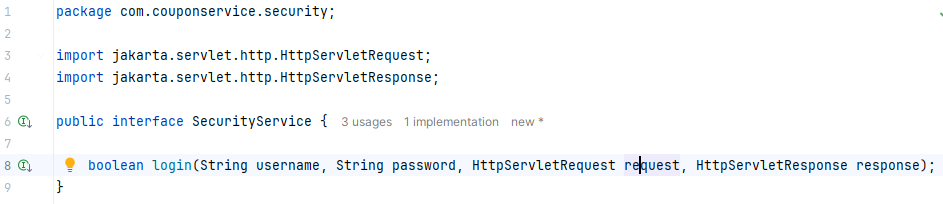 1 package com.couponservice.security;
2
3 import jakarta.servlet.http.HttpServletRequest;
4 import jakarta.servlet.http.HttpServletResponse;
5
6 public interface SecurityService { 3 usages 1 implementation new *
7
8 boolean login(String username, String password, HttpServletRequest request, HttpServletResponse response);
9 }